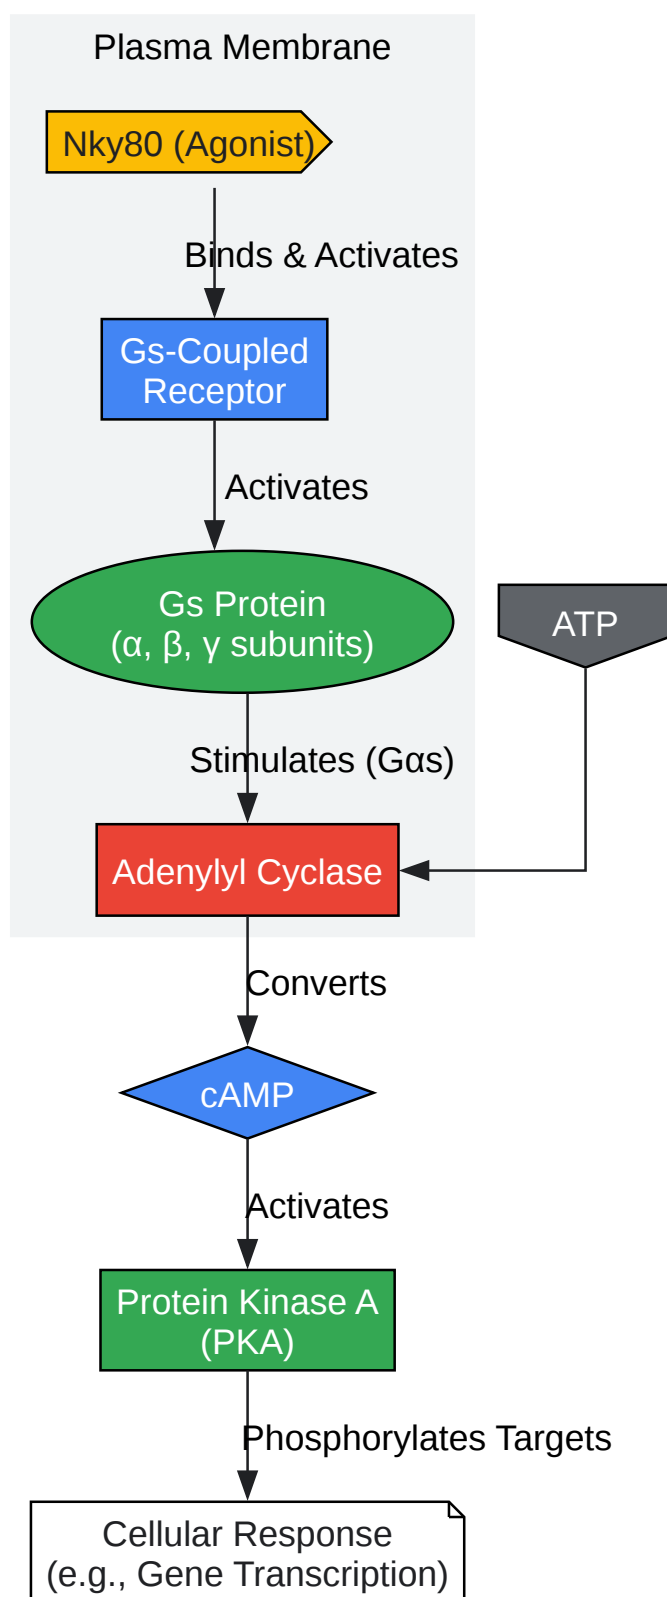 Plasma Membrane
Nky80 (Agonist)
Binds & Activates
Gs-Coupled
Receptor
Activates
Gs Protein
(α, β, γ subunits)
ATP
Stimulates (Gαs)
Adenylyl Cyclase
Converts
cAMP
Activates
Protein Kinase A
(PKA)
Phosphorylates Targets
Cellular Response
(e.g., Gene Transcription)